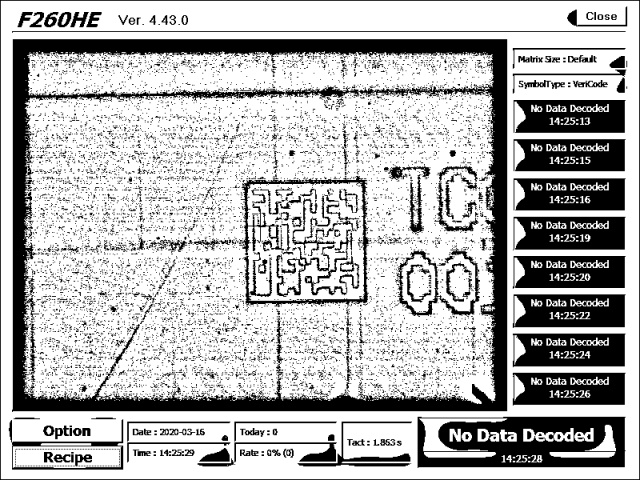 F260HE Ver. 4.43.0
Close
Matrix Size : Default
SymbolType : VeriCode
No Data Decoded
14:25:13
No Data Decoded
14:25:15
No Data Decoded
14:25:16
No Data Decoded
14:25:19
No Data Decoded
14:25:20
No Data Decoded
14:25:22
No Data Decoded
14:25:24
No Data Decoded
14:25:26
TC
00
Option
Recipe
Date : 2020-03-16
Time : 14:25:29
Today : 0
Rate : 0% (0)
Tact : 1.863 s
No Data Decoded
14:25:28